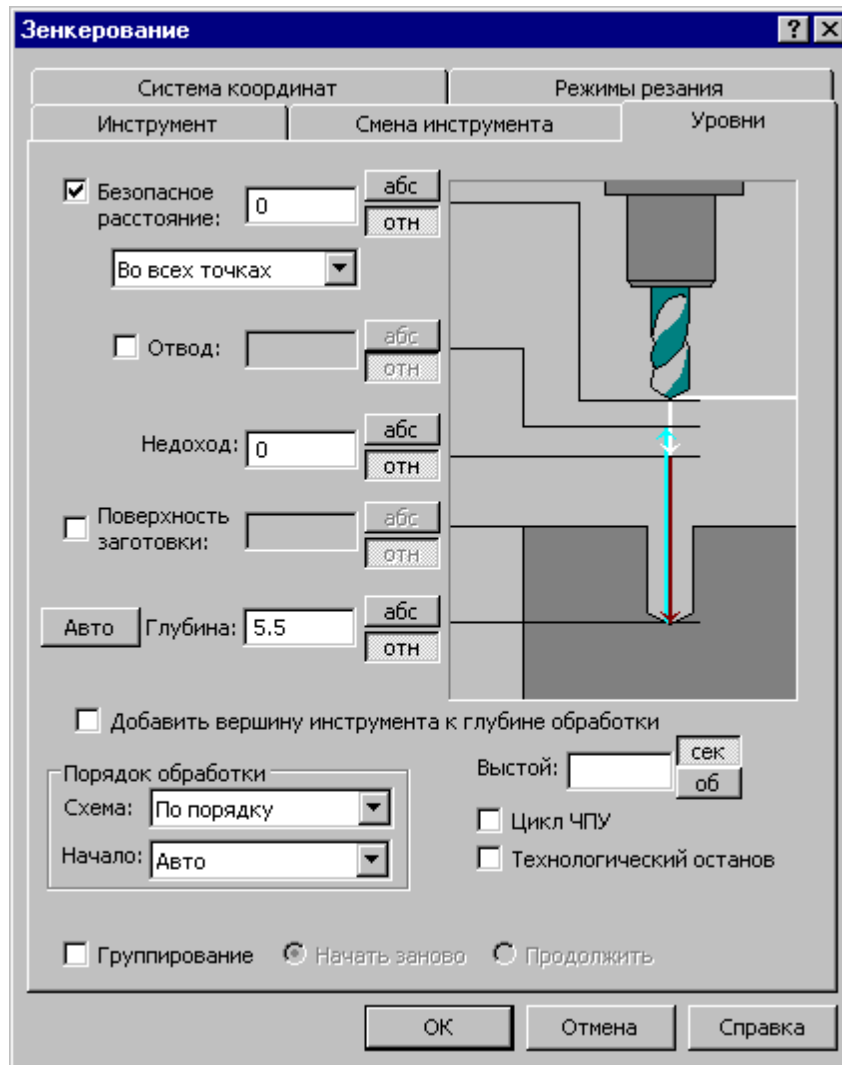 Зенкерование
Система координат
Режимы резания
Инструмент
Смена инструмента
Уровни
Безопасное
расстояние:
0
абс
отн
Во всех точках
Отвод:
абс
отн
Недоход:
0
абс
отн
Поверхность
заготовки:
абс
отн
Авто
Глубина:
5.5
абс
отн
Добавить вершину инструмента к глубине обработки
Порядок обработки
Схема:
По порядку
Начало:
Авто
Выстой:
сек
об
Цикл ЧПУ
Технологический останов
Группирование
Начать заново
Продолжить
ОК
Отмена
Справка